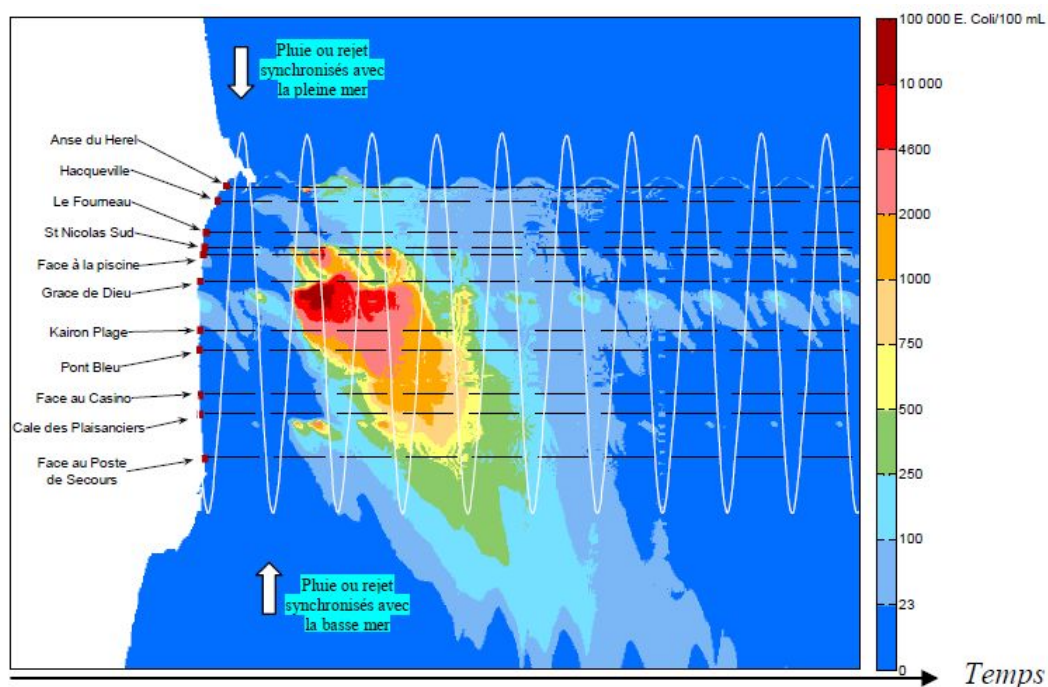 Pluie ou rejet
synchronisés avec
la pleine mer
Anse du Herel
Hacqueville
Le Fourneau
St Nicolas Sud
Face à la piscine
Grace de Dieu
Kairon Plage
Pont Bleu
Face au Casino
Cale des Plaisanciers
Face au Poste
de Secours
Pluie ou rejet
synchronisés avec
la basse mer
100 000 E. Coli/100 mL
10 000
4600
2000
1000
750
500
250
100
23
0
Temps